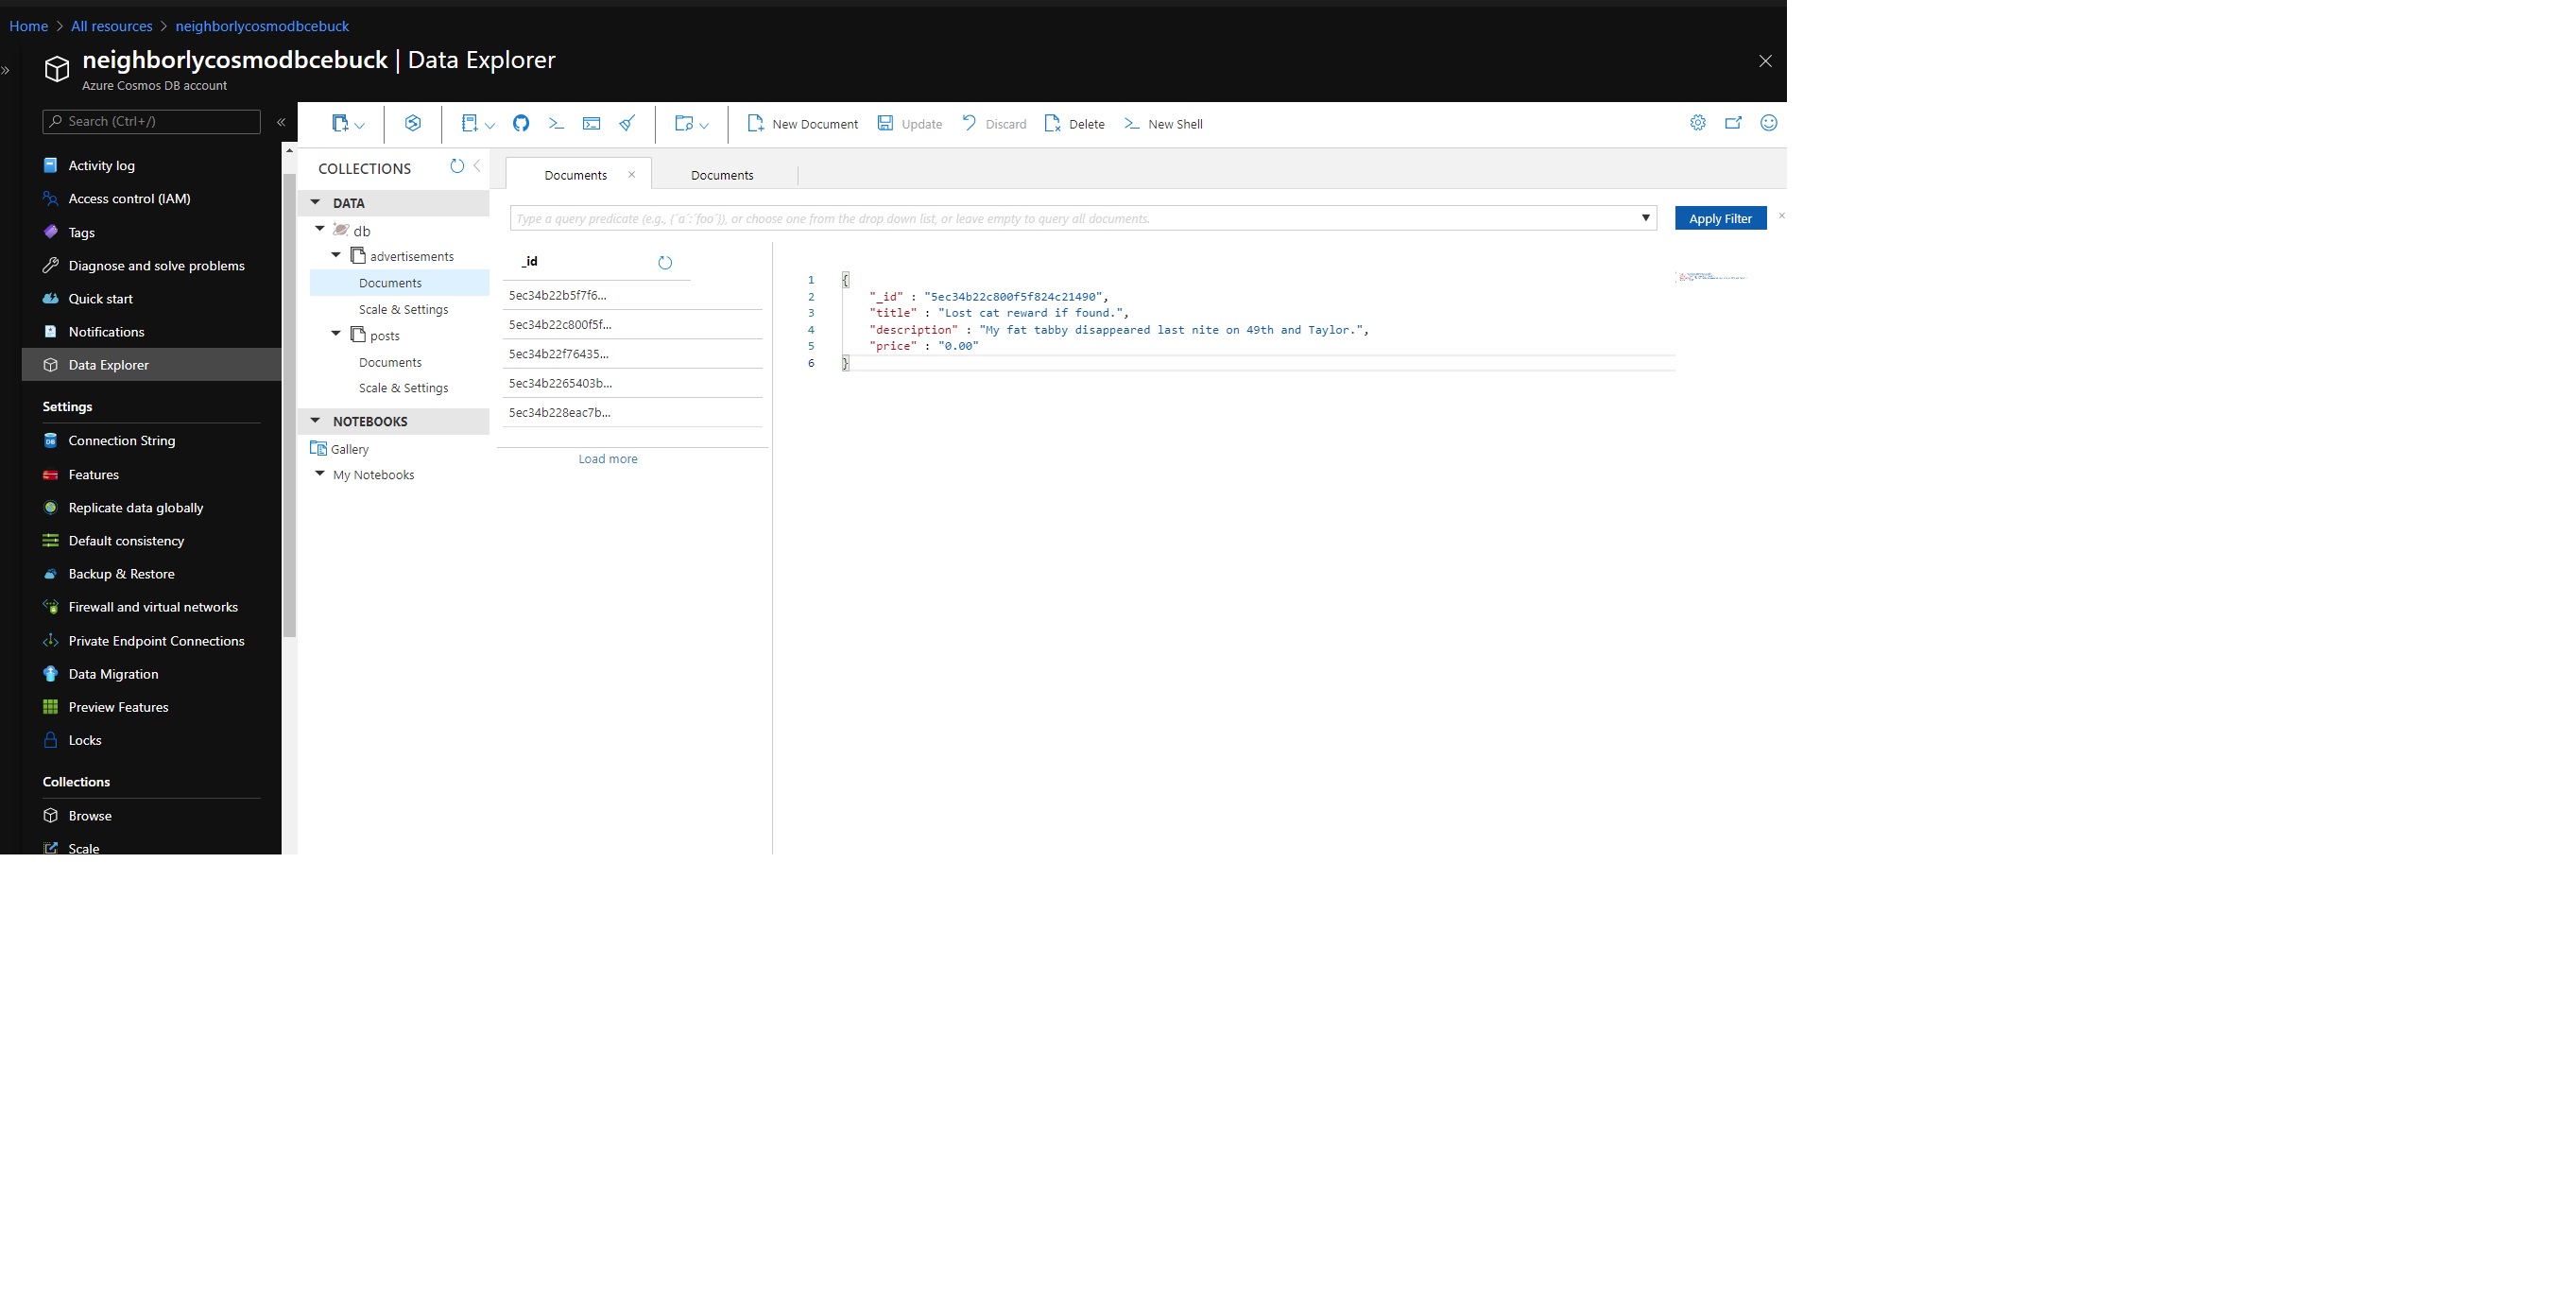 Home > All resources > neighborlycosmodbcebuck
neighborlycosmodbcebuck | Data Explorer
Azure Cosmos DB account
Search (Ctrl+/)
Activity log
Access control (IAM)
Tags
Diagnose and solve problems
Quick start
Notifications
Data Explorer
Settings
Connection String
Features
Replicate data globally
Default consistency
Backup & Restore
Firewall and virtual networks
Private Endpoint Connections
Data Migration
Preview Features
Locks
Collections
Browse
Scale
New Document Update Discard Delete New Shell
COLLECTIONS
DATA
db
advertisements
Documents
Scale & Settings
posts
Documents
Scale & Settings
NOTEBOOKS
Gallery
My Notebooks
Documents Documents
Type a query predicate (e.g., {´a´:´foo´}), or choose one from the drop down list, or leave empty to query all documents.
Apply Filter
_id
5ec34b22b5f7f6...
5ec34b22c800f5f...
5ec34b22f76435...
5ec34b2265403b...
5ec34b228eac7b...
Load more
1 {
2 "_id" : "5ec34b22c800f5f824c21490",
3 "title" : "Lost cat reward if found.",
4 "description" : "My fat tabby disappeared last nite on 49th and Taylor.",
5 "price" : "0.00"
6 }